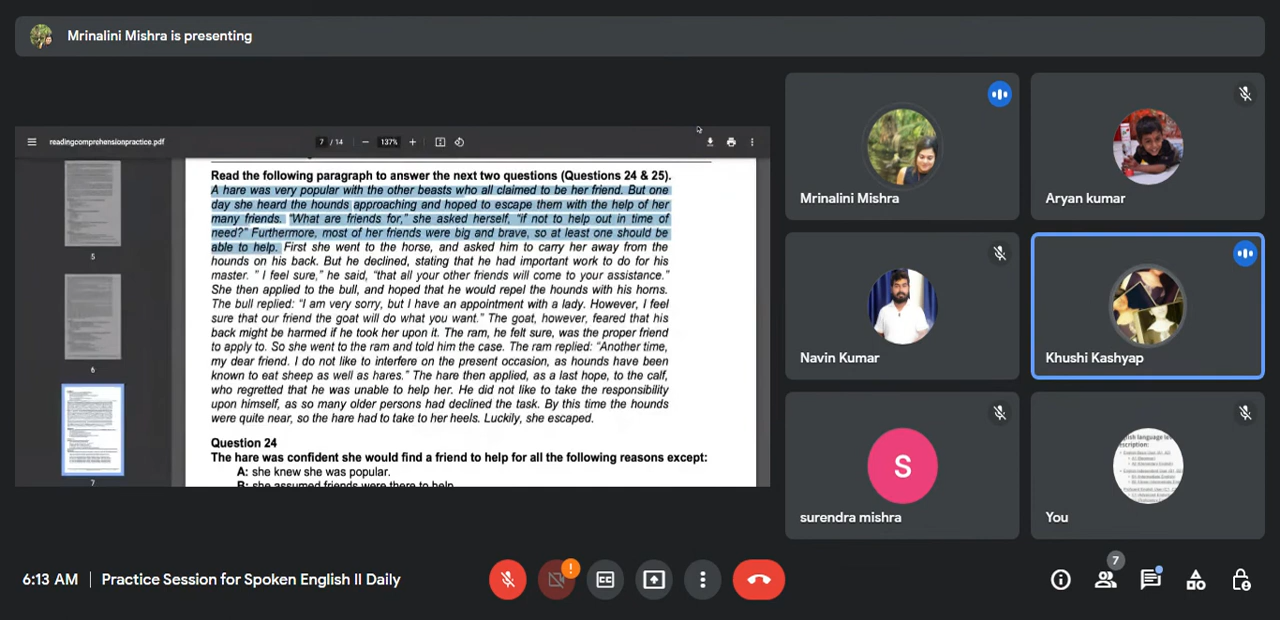 Mrinalini Mishra is presenting
readingcomprehensionpractice.pdf
7 / 14
137%
5
6
7
Read the following paragraph to answer the next two questions (Questions 24 & 25).
A hare was very popular with the other beasts who all claimed to be her friend. But one
day she heard the hounds approaching and hoped to escape them with the help of her
many friends. "What are friends for," she asked herself, "if not to help out in time of
need?" Furthermore, most of her friends were big and brave, so at least one should be
able to help. First she went to the horse, and asked him to carry her away from the
hounds on his back. But he declined, stating that he had important work to do for his
master. " I feel sure," he said, "that all your other friends will come to your assistance."
She then applied to the bull, and hoped that he would repel the hounds with his horns.
The bull replied: "I am very sorry, but I have an appointment with a lady. However, I feel
sure that our friend the goat will do what you want." The goat, however, feared that his
back might be harmed if he took her upon it. The ram, he felt sure, was the proper friend
to apply to. So she went to the ram and told him the case. The ram replied: "Another time,
my dear friend. I do not like to interfere on the present occasion, as hounds have been
known to eat sheep as well as hares." The hare then applied, as a last hope, to the calf,
who regretted that he was unable to help her. He did not like to take the responsibility
upon himself, as so many older persons had declined the task. By this time the hounds
were quite near, so the hare had to take to her heels. Luckily, she escaped.
Question 24
The hare was confident she would find a friend to help for all the following reasons except:
A: she knew she was popular.
B: she assumed friends were there to help
Mrinalini Mishra
Aryan kumar
Navin Kumar
Khushi Kashyap
S
surendra mishra
You
6:13 AM | Practice Session for Spoken English II Daily
CC
7